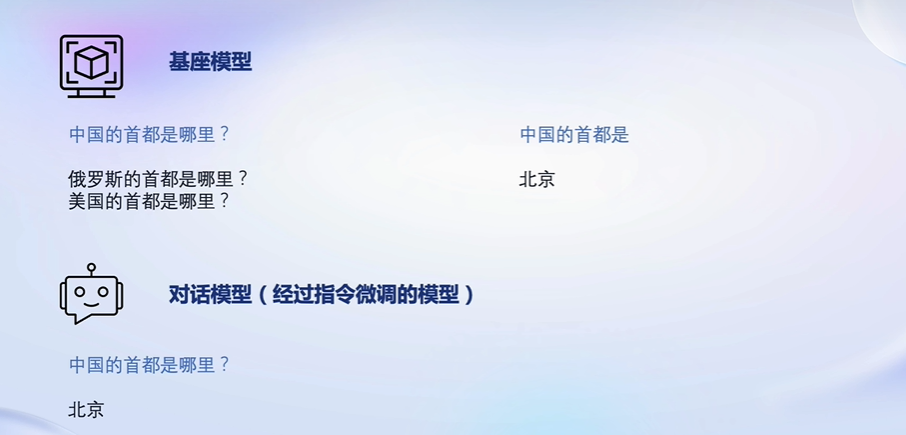 基座模型
中国的首都是哪里？
俄罗斯的首都是哪里？
美国的首都是哪里？
中国的首都是
北京
对话模型（经过指令微调的模型）
中国的首都是哪里？
北京